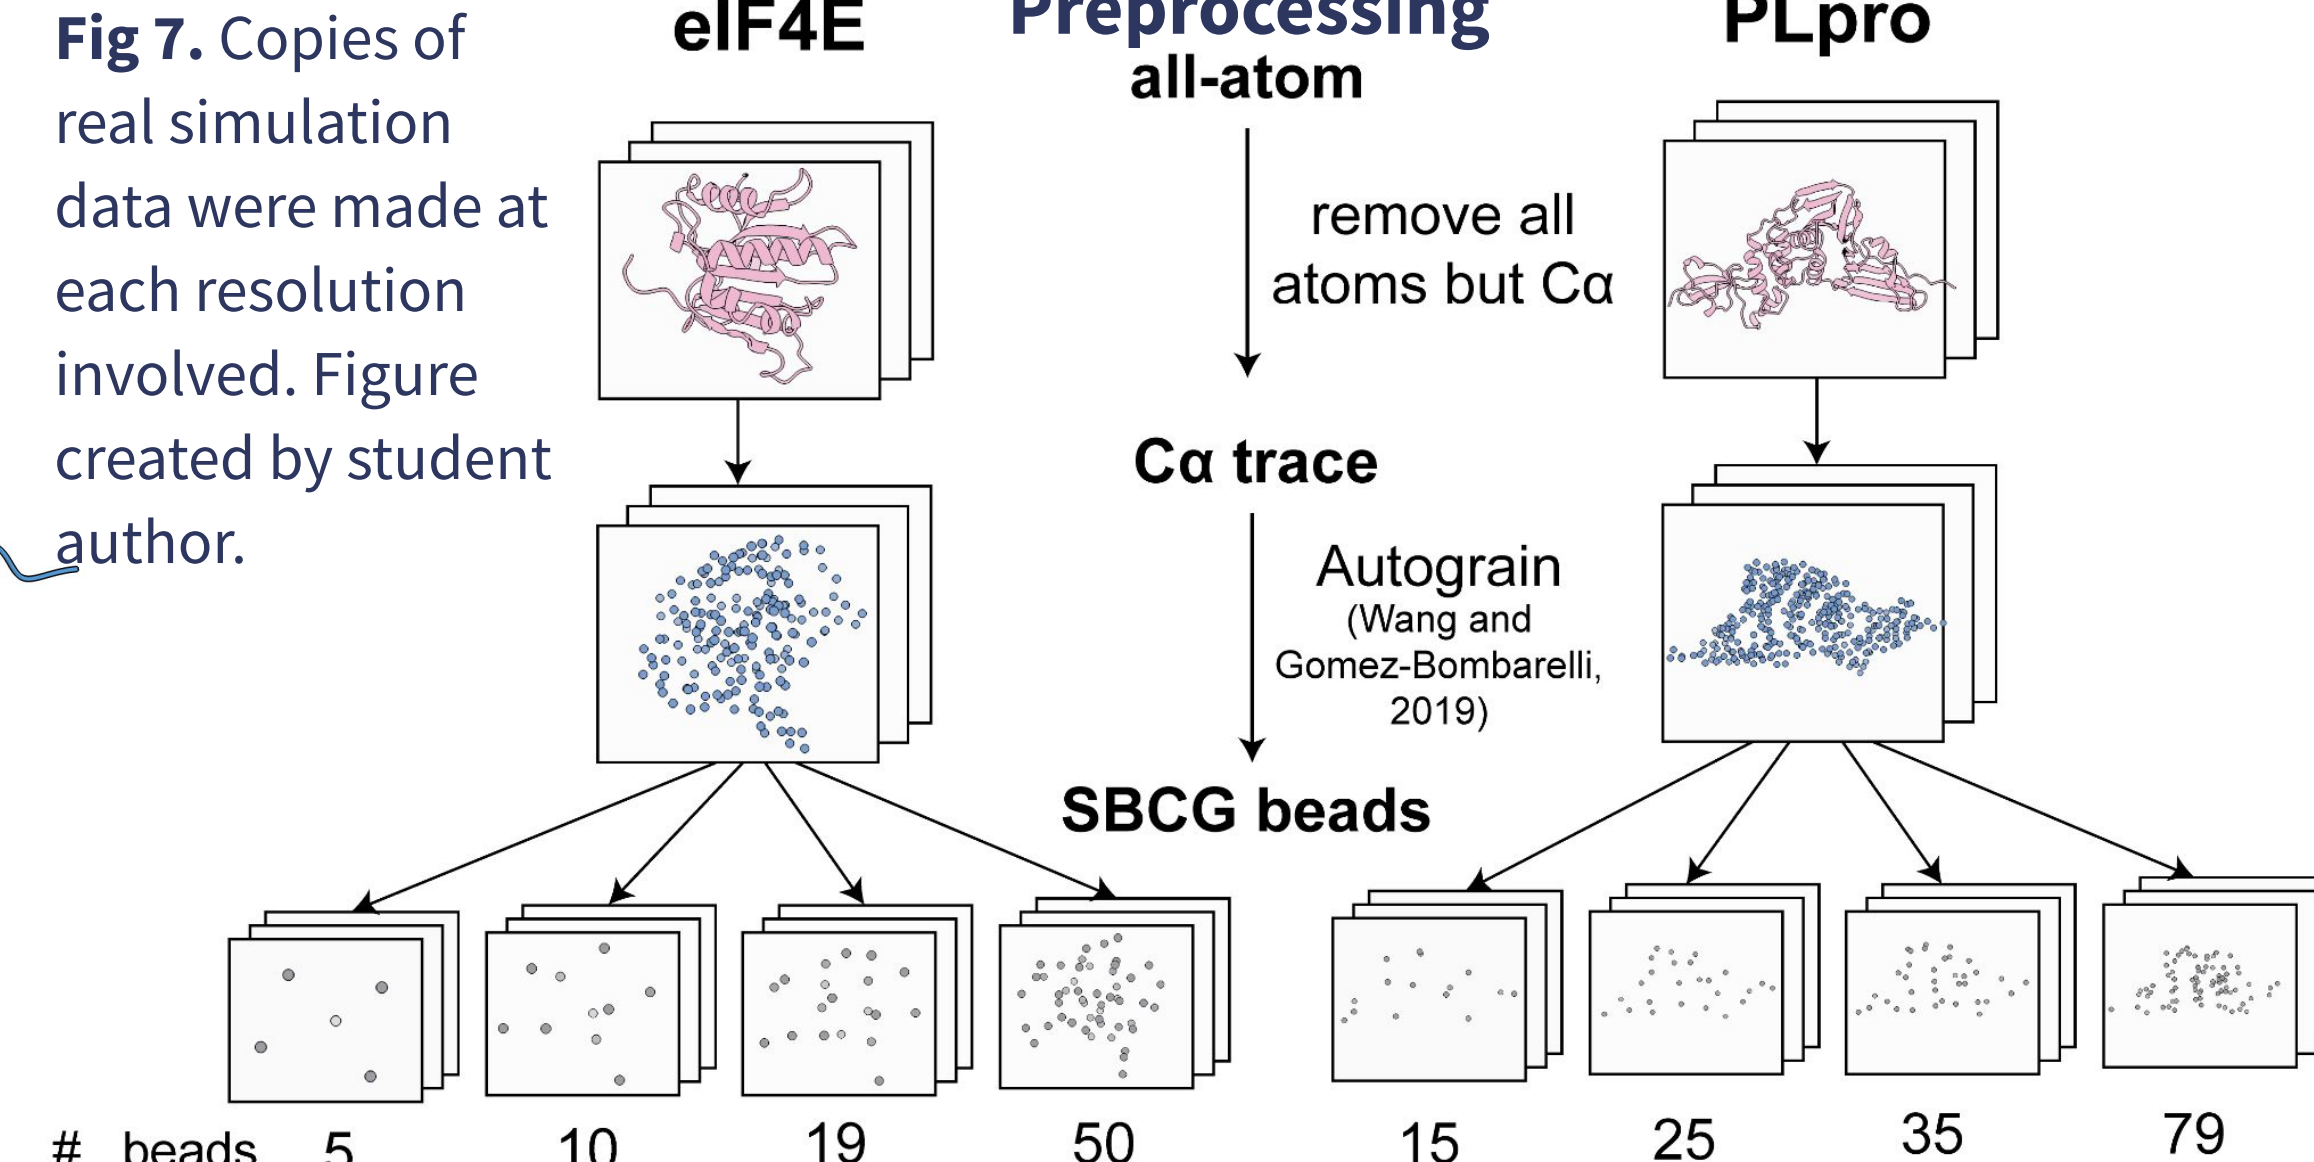 Fig 7. Copies of
real simulation
data were made at
each resolution
involved. Figure
created by student
author.
eIF4E
Preprocessing
PLpro
all-atom
remove all
atoms but Cα
Cα trace
Autograin
(Wang and
Gomez-Bombarelli,
2019)
SBCG beads
# beads 5 10 19 50 15 25 35 79